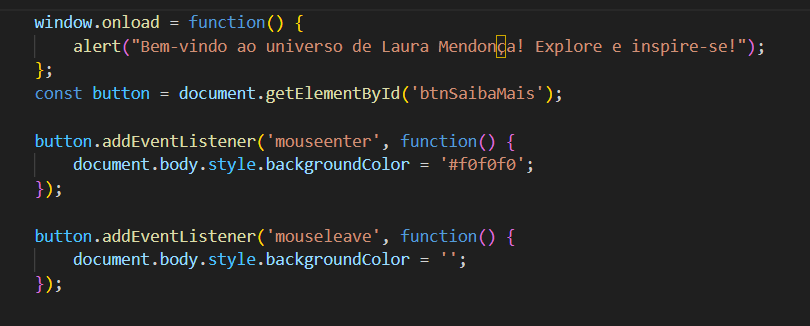 window.onload = function() {
    alert("Bem-vindo ao universo de Laura Mendonça! Explore e inspire-se!");
};
const button = document.getElementById('btnSaibaMais');

button.addEventListener('mouseenter', function() {
    document.body.style.backgroundColor = '#f0f0f0';
});

button.addEventListener('mouseleave', function() {
    document.body.style.backgroundColor = '';
});